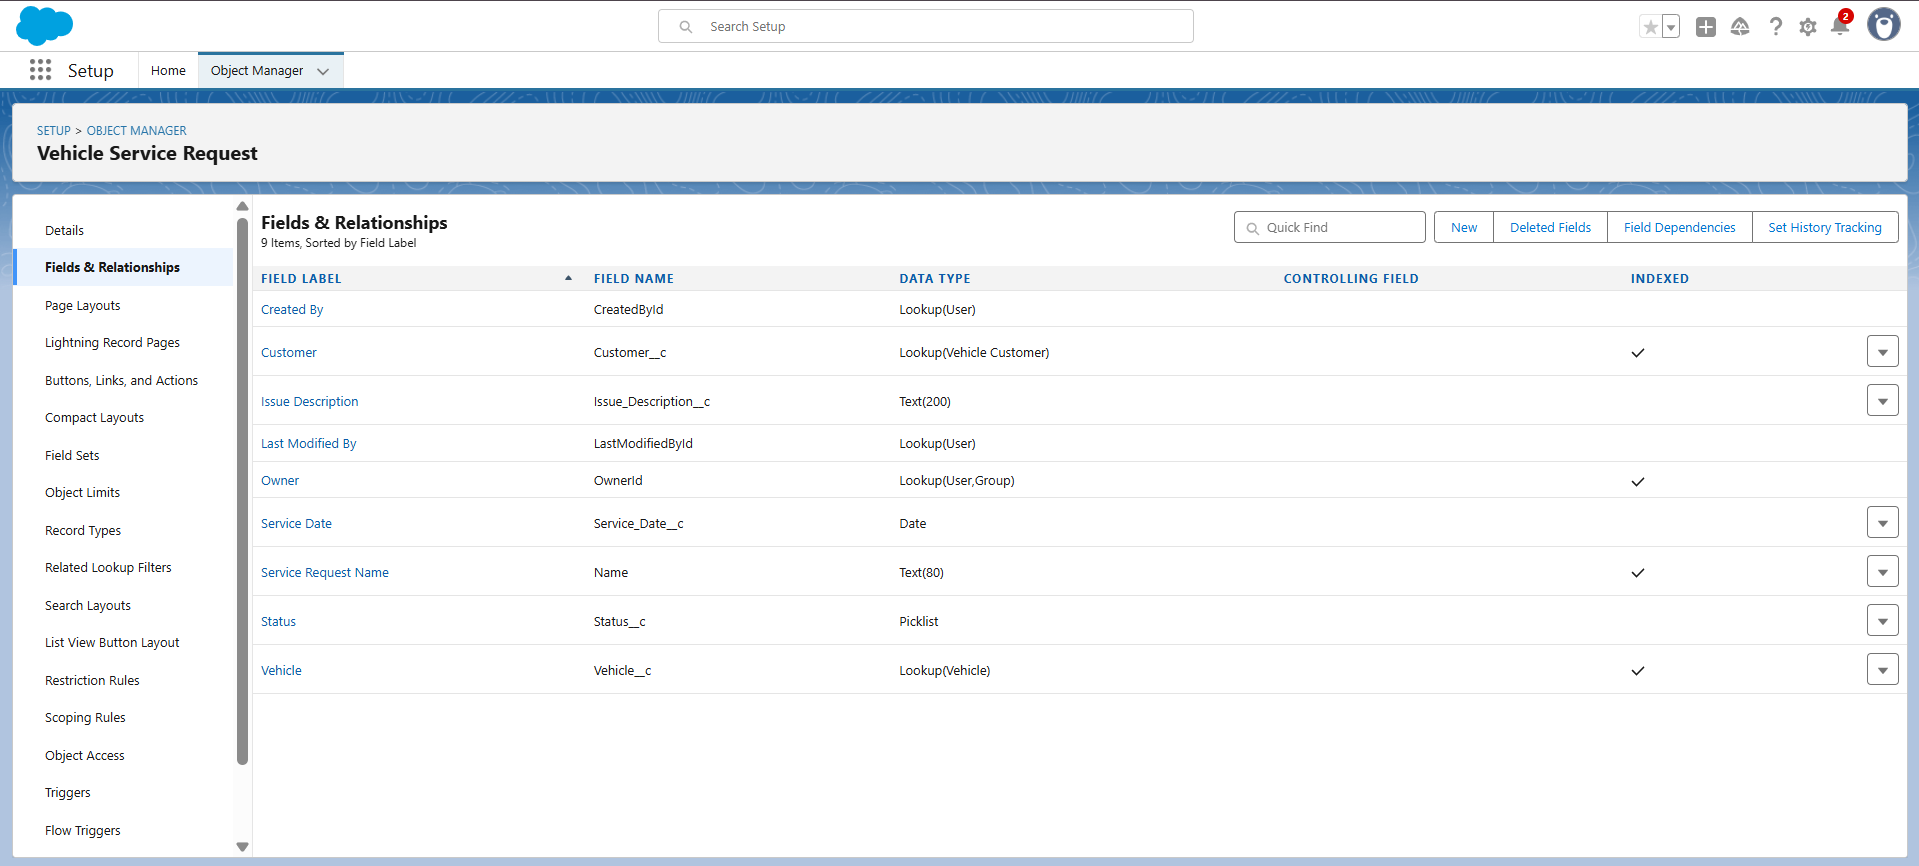 Search Setup
2
Setup
Home
Object Manager
SETUP > OBJECT MANAGER
Vehicle Service Request
Details
Fields & Relationships
Page Layouts
Lightning Record Pages
Buttons, Links, and Actions
Compact Layouts
Field Sets
Object Limits
Record Types
Related Lookup Filters
Search Layouts
List View Button Layout
Restriction Rules
Scoping Rules
Object Access
Triggers
Flow Triggers
Fields & Relationships
9 Items, Sorted by Field Label
Quick Find
New
Deleted Fields
Field Dependencies
Set History Tracking
FIELD LABEL FIELD NAME DATA TYPE CONTROLLING FIELD INDEXED
Created By CreatedById Lookup(User)
Customer Customer__c Lookup(Vehicle Customer)
Issue Description Issue_Description__c Text(200)
Last Modified By LastModifiedById Lookup(User)
Owner OwnerId Lookup(User,Group)
Service Date Service_Date__c Date
Service Request Name Name Text(80)
Status Status__c Picklist
Vehicle Vehicle__c Lookup(Vehicle)